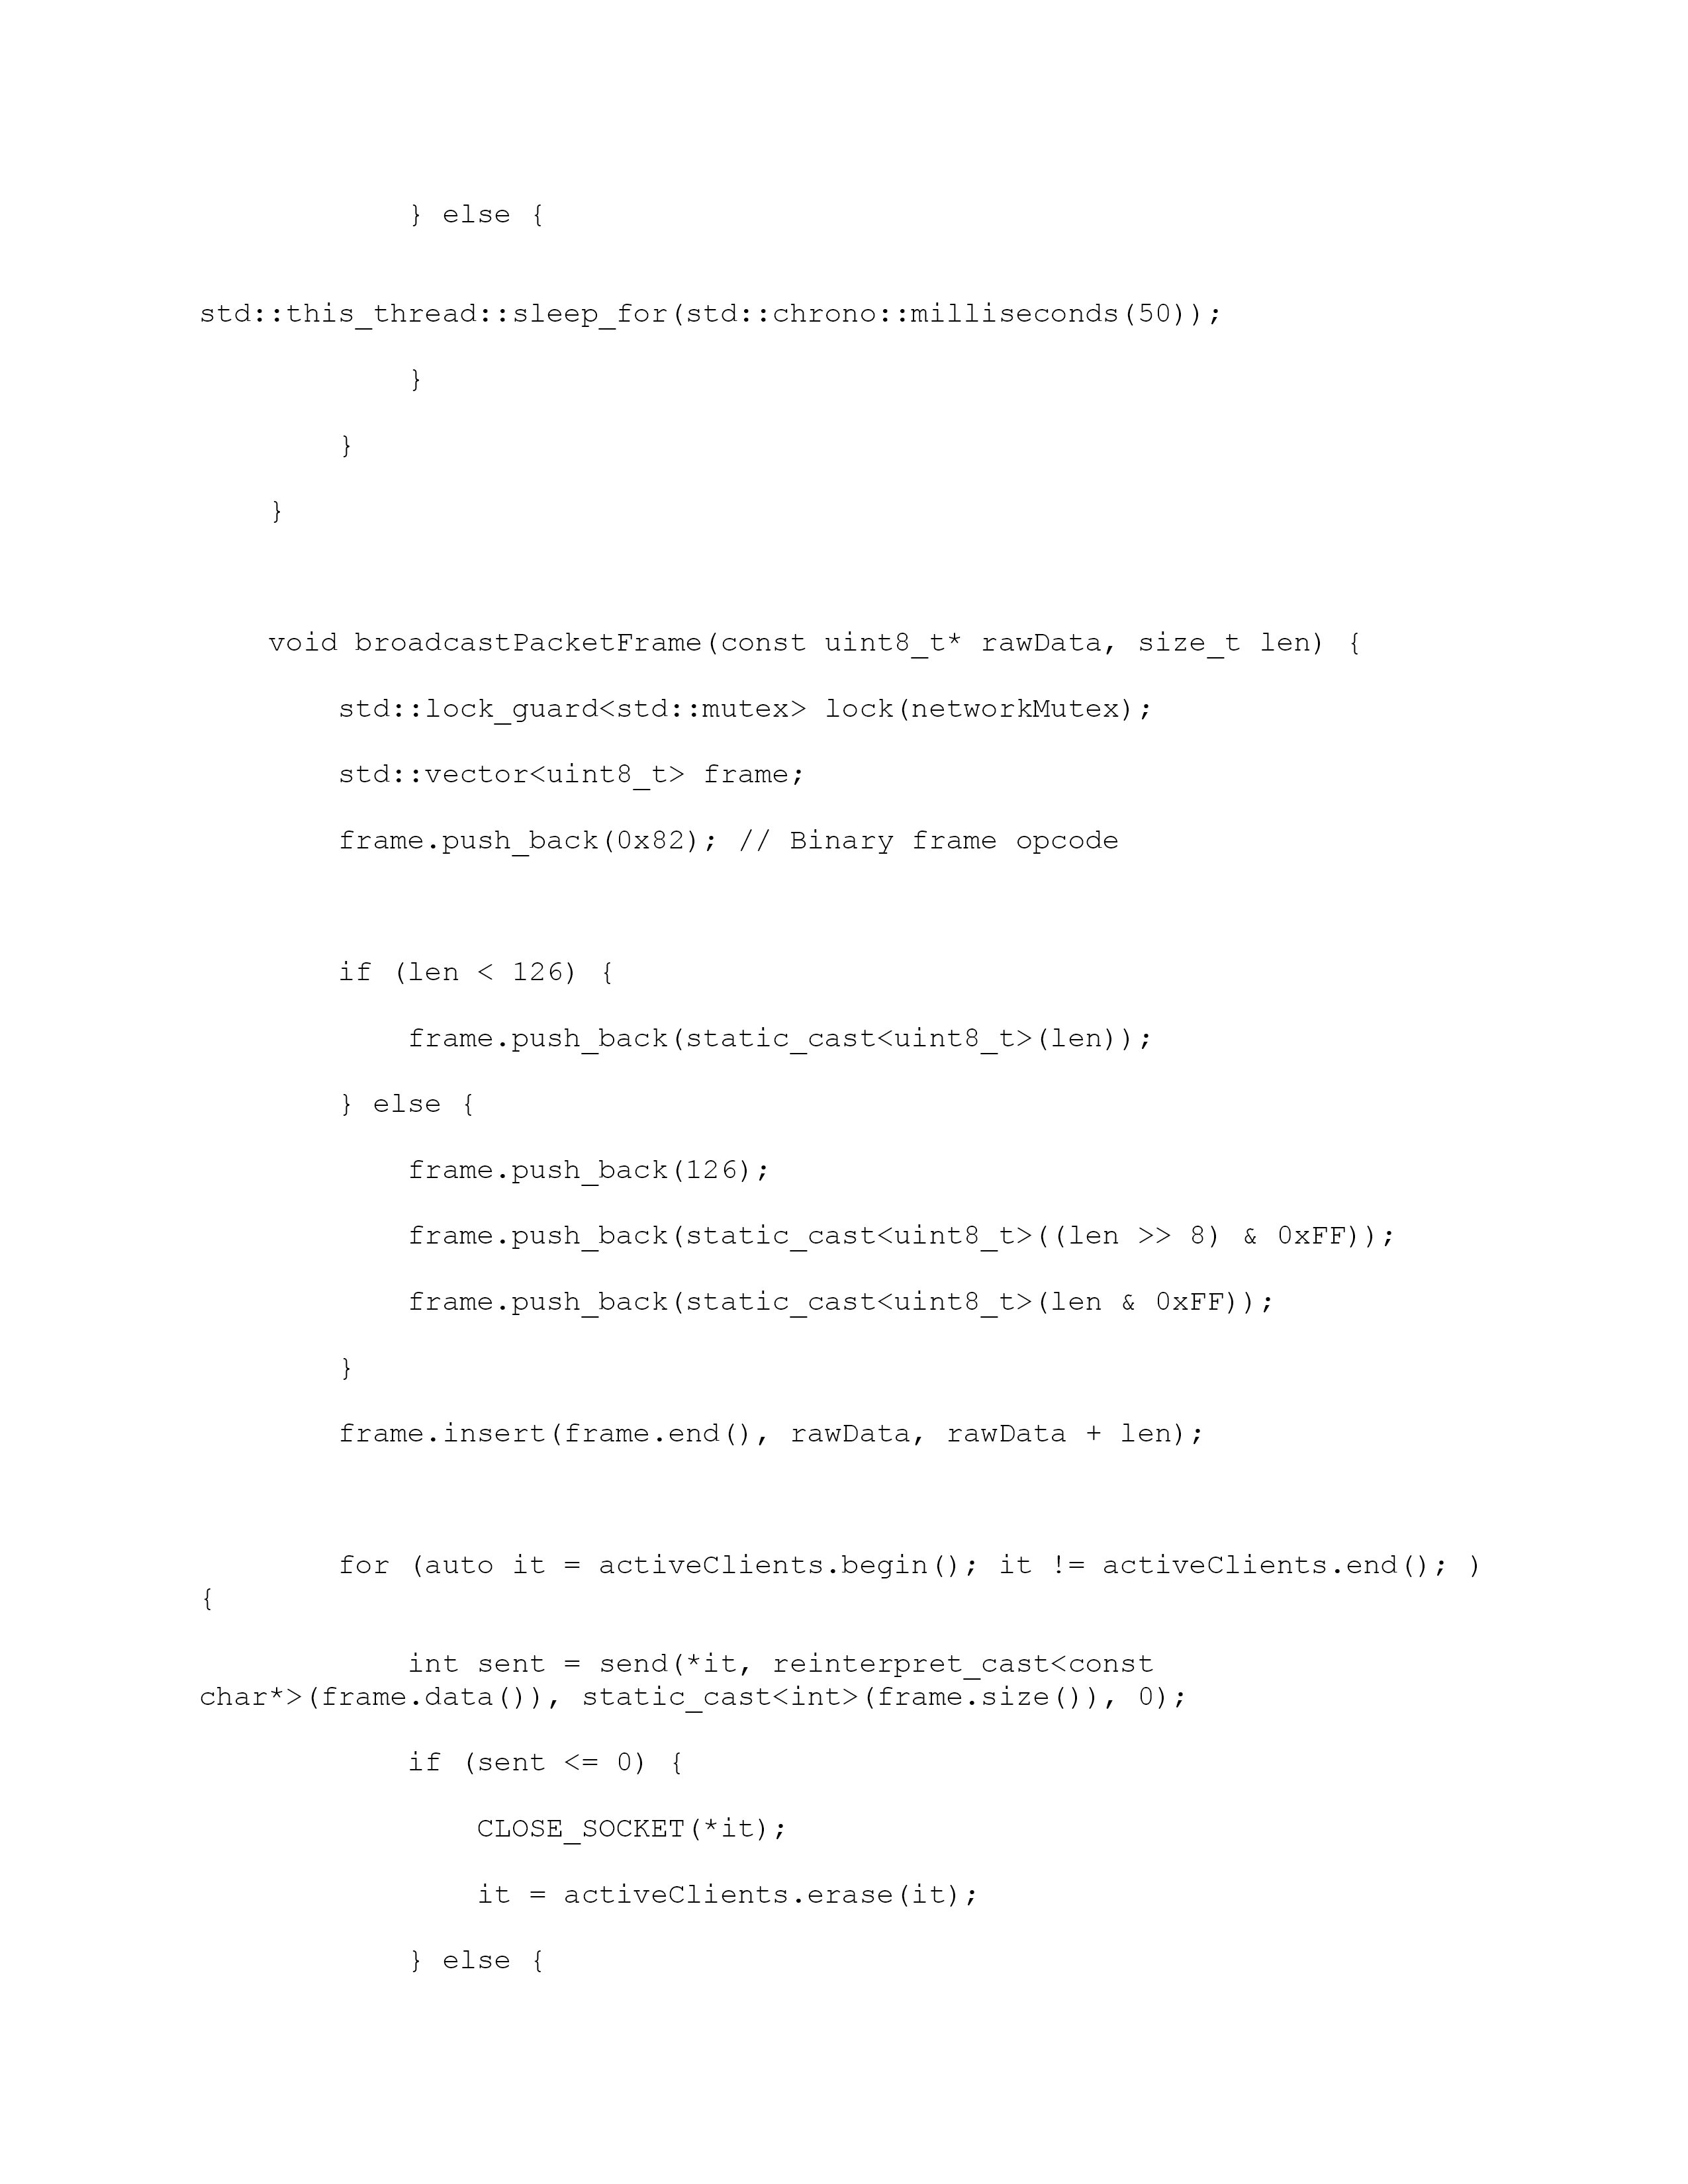 } else {
std::this_thread::sleep_for(std::chrono::milliseconds(50));
}
}
}
void broadcastPacketFrame(const uint8_t* rawData, size_t len) {
std::lock_guard<std::mutex> lock(networkMutex);
std::vector<uint8_t> frame;
frame.push_back(0x82); // Binary frame opcode
if (len < 126) {
frame.push_back(static_cast<uint8_t>(len));
} else {
frame.push_back(126);
frame.push_back(static_cast<uint8_t>((len >> 8) & 0xFF));
frame.push_back(static_cast<uint8_t>(len & 0xFF));
}
frame.insert(frame.end(), rawData, rawData + len);
for (auto it = activeClients.begin(); it != activeClients.end(); )
{
int sent = send(*it, reinterpret_cast<const
char*>(frame.data()), static_cast<int>(frame.size()), 0);
if (sent <= 0) {
CLOSE_SOCKET(*it);
it = activeClients.erase(it);
} else {